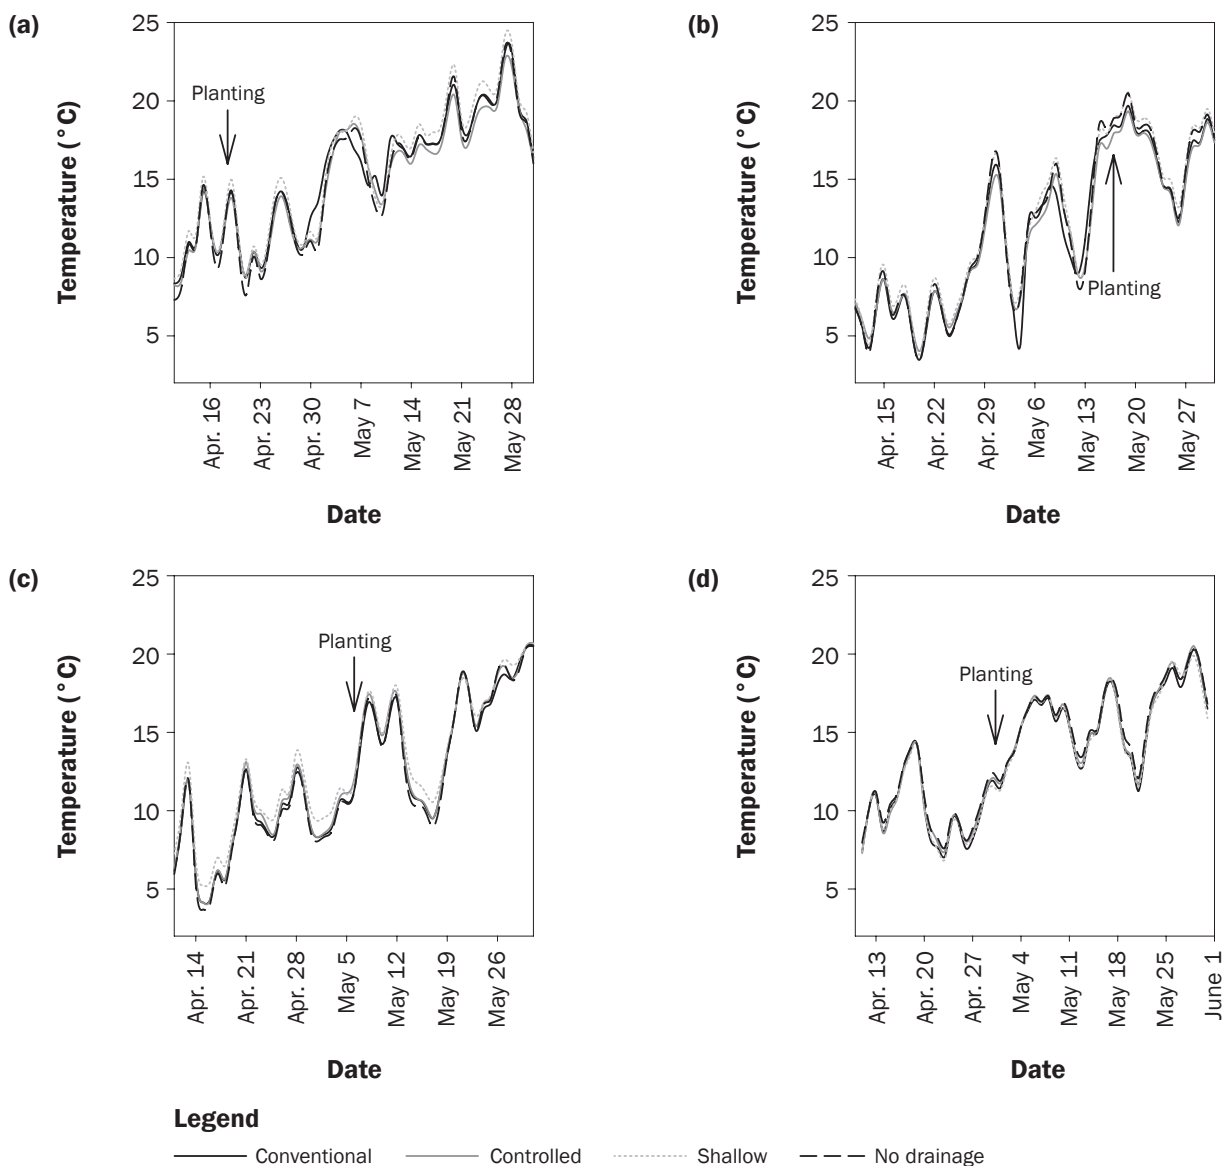 (a)
25
20
15
10
5
Temperature (°C)
Planting
Apr. 16
Apr. 23
Apr. 30
May 7
May 14
May 21
May 28
Date
(b)
25
20
15
10
5
Temperature (°C)
Planting
Apr. 15
Apr. 22
Apr. 29
May 6
May 13
May 20
May 27
Date
(c)
25
20
15
10
5
Temperature (°C)
Planting
Apr. 14
Apr. 21
Apr. 28
May 5
May 12
May 19
May 26
Date
(d)
25
20
15
10
5
Temperature (°C)
Planting
Apr. 13
Apr. 20
Apr. 27
May 4
May 11
May 18
May 25
June 1
Date
Legend
Conventional Controlled Shallow No drainage